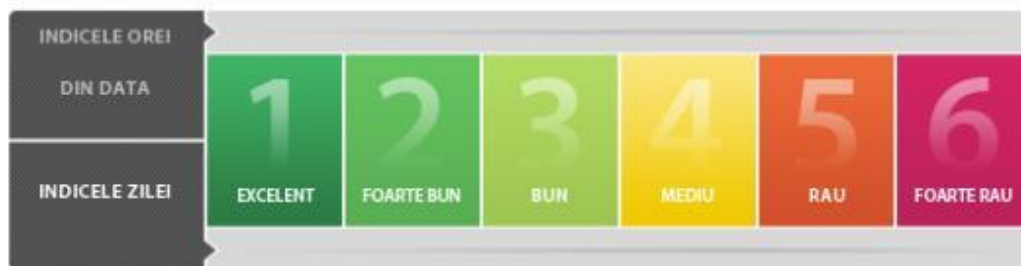 INDICELE OREI
DIN DATA
INDICELE ZILEI
1
EXCELENT
2
FOARTE BUN
3
BUN
4
MEDIU
5
RAU
6
FOARTE RAU